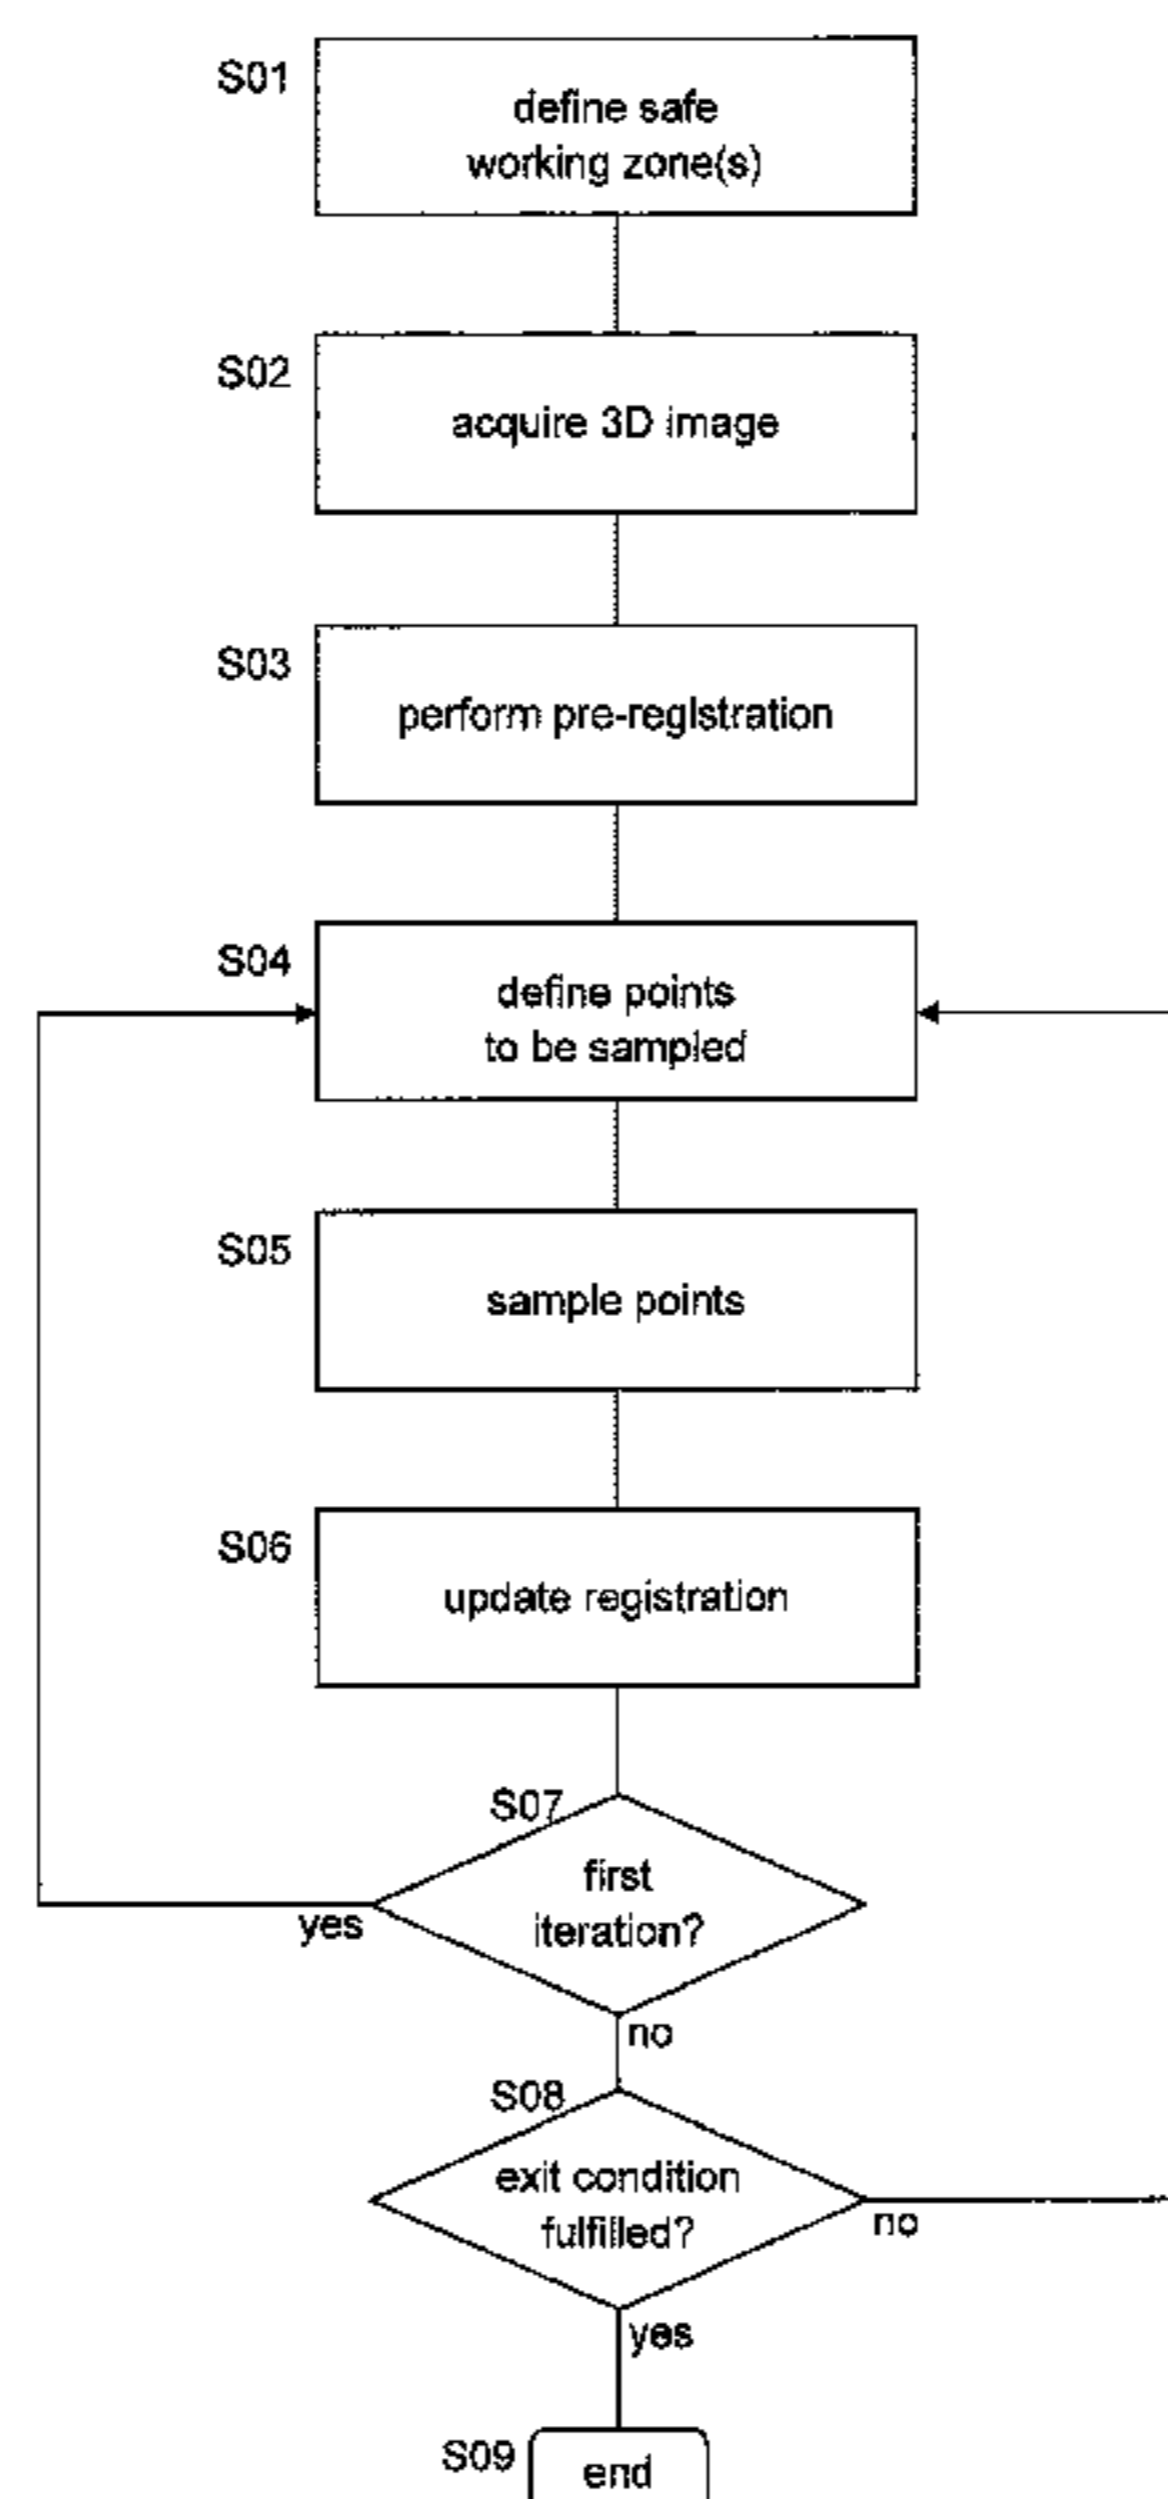 S01
define safe
working zone(s)
S02
acquire 3D image
S03
perform pre-registration
S04
define points
to be sampled
S05
sample points
S06
update registration
S07
first
iteration?
yes
no
S08
exit condition
fulfilled?
no
yes
S09
end